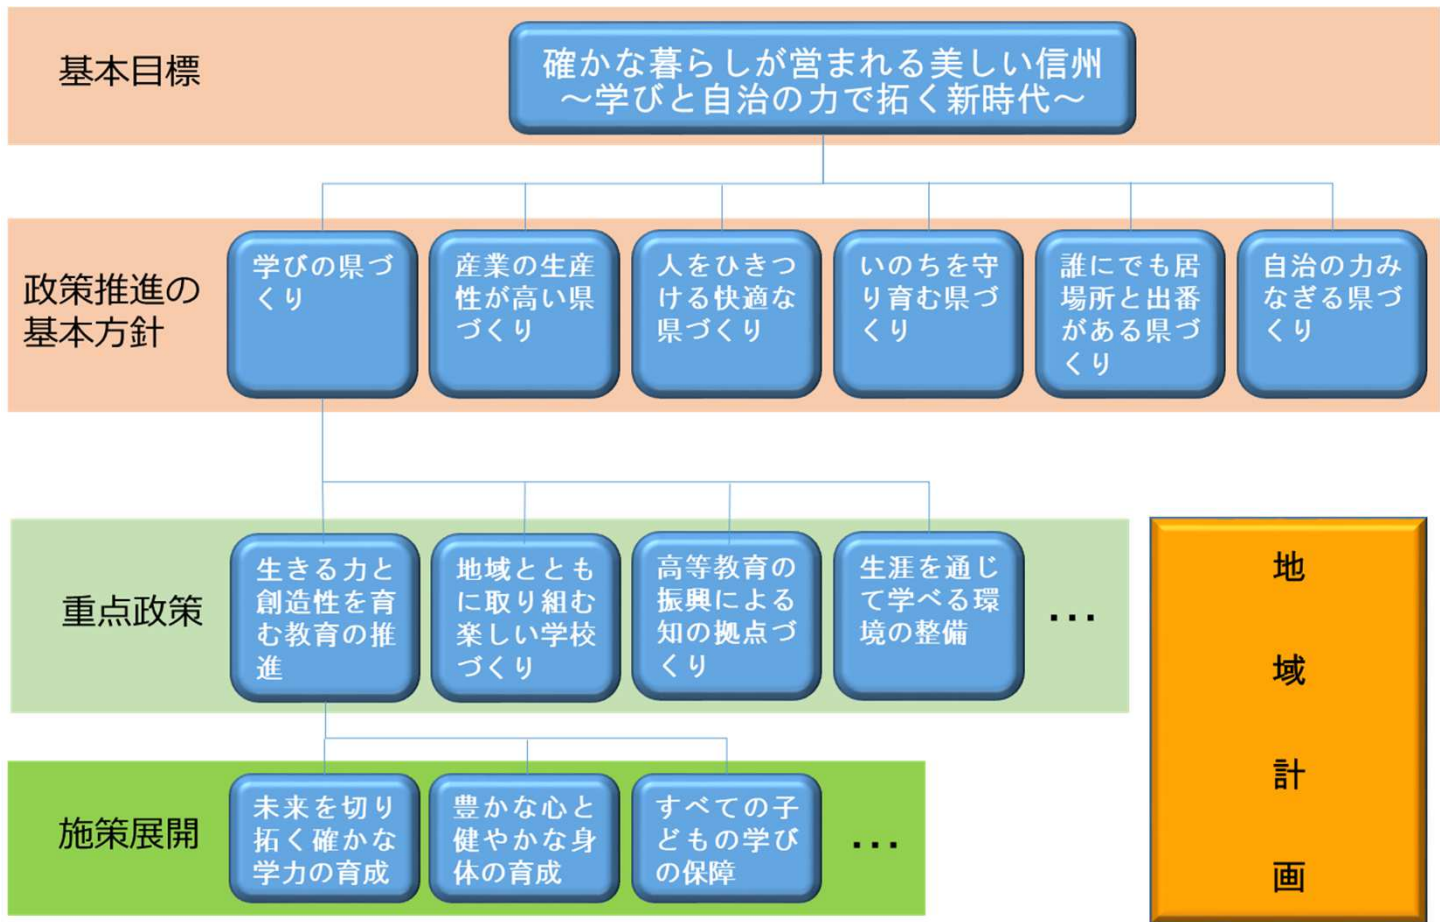 基本目標
確かな暮らしが営まれる美しい信州
～学びと自治の力で拓く新時代～
政策推進の
基本方針
学びの県づ
くり
産業の生産
性が高い県
づくり
人をひきつ
ける快適な
県づくり
いのちを守
り育む県づ
くり
誰にでも居
場所と出番
がある県づ
くり
自治の力み
なぎる県づ
くり
重点政策
生きる力と
創造性を育
む教育の推
進
地域ととも
に取り組む
楽しい学校
づくり
高等教育の
振興による
知の拠点づ
くり
生涯を通じ
て学べる環
境の整備
…
施策展開
未来を切り
拓く確かな
学力の育成
豊かな心と
健やかな身
体の育成
すべての子
どもの学び
の保障
…
地域計画